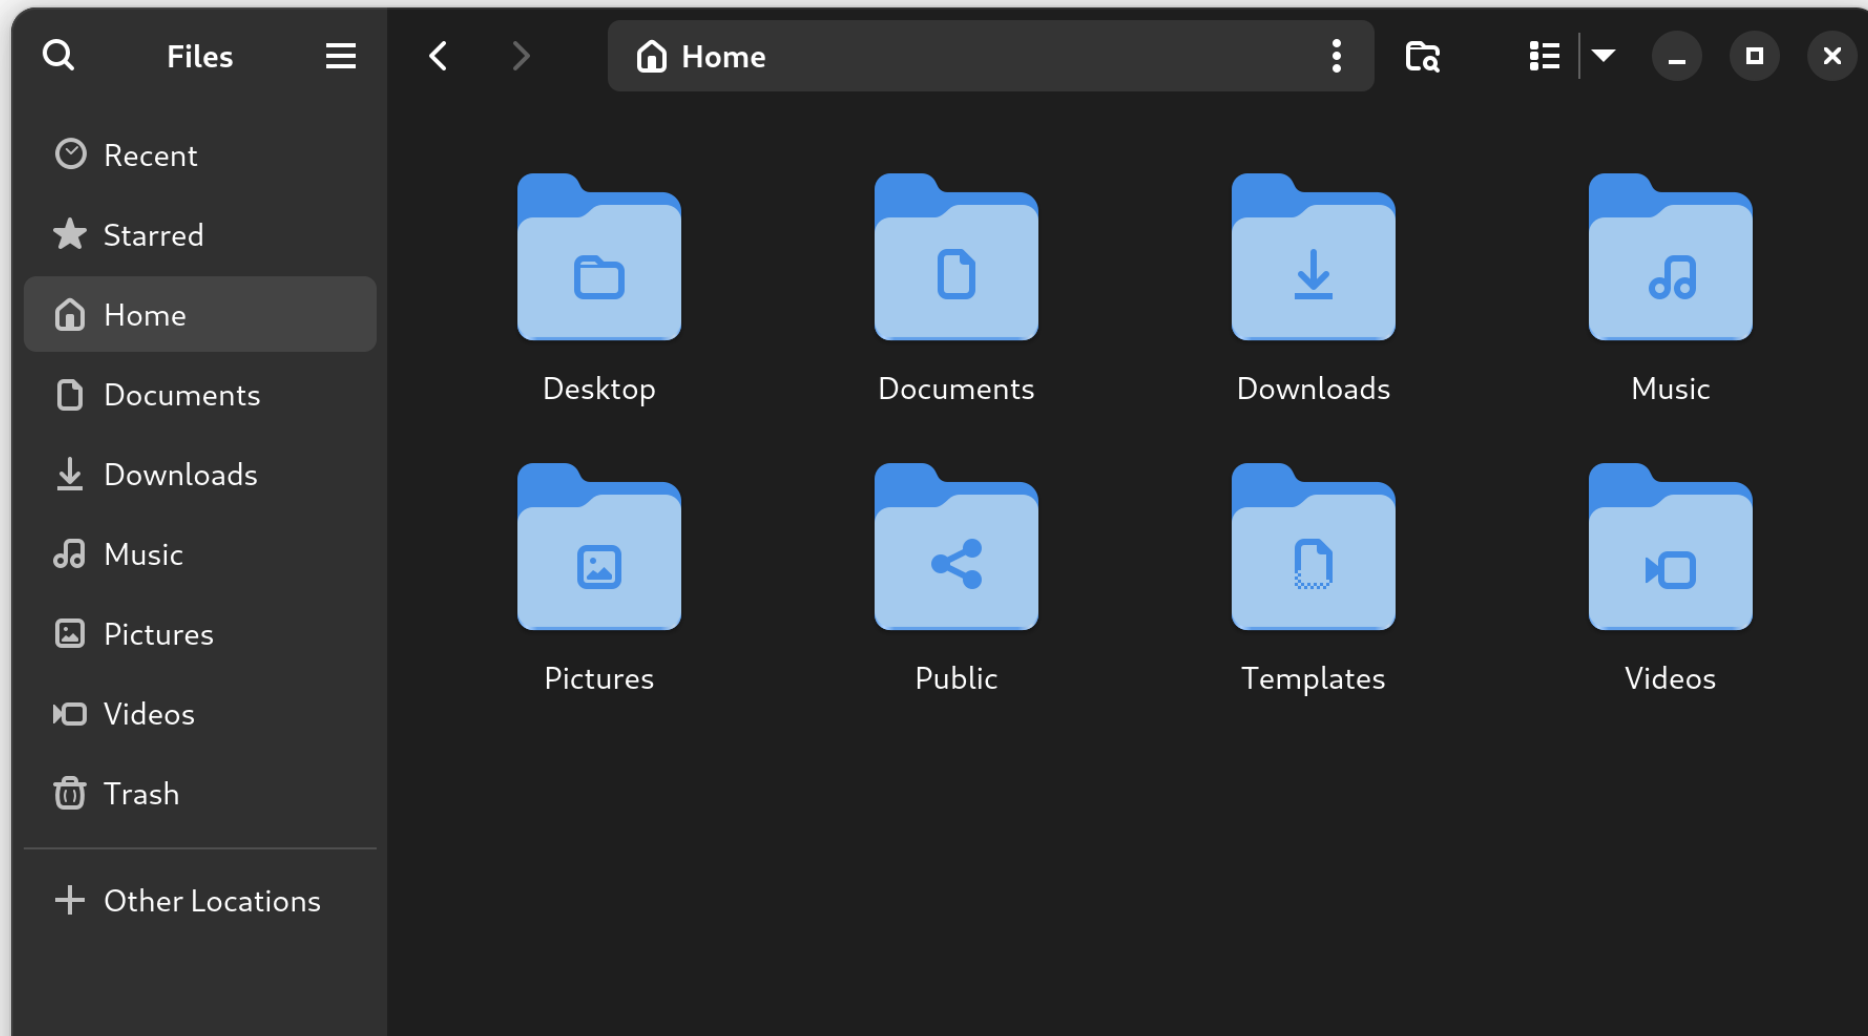 Files
Home
Recent
Starred
Home
Documents
Downloads
Music
Pictures
Videos
Trash
Other Locations
Desktop
Documents
Downloads
Music
Pictures
Public
Templates
Videos